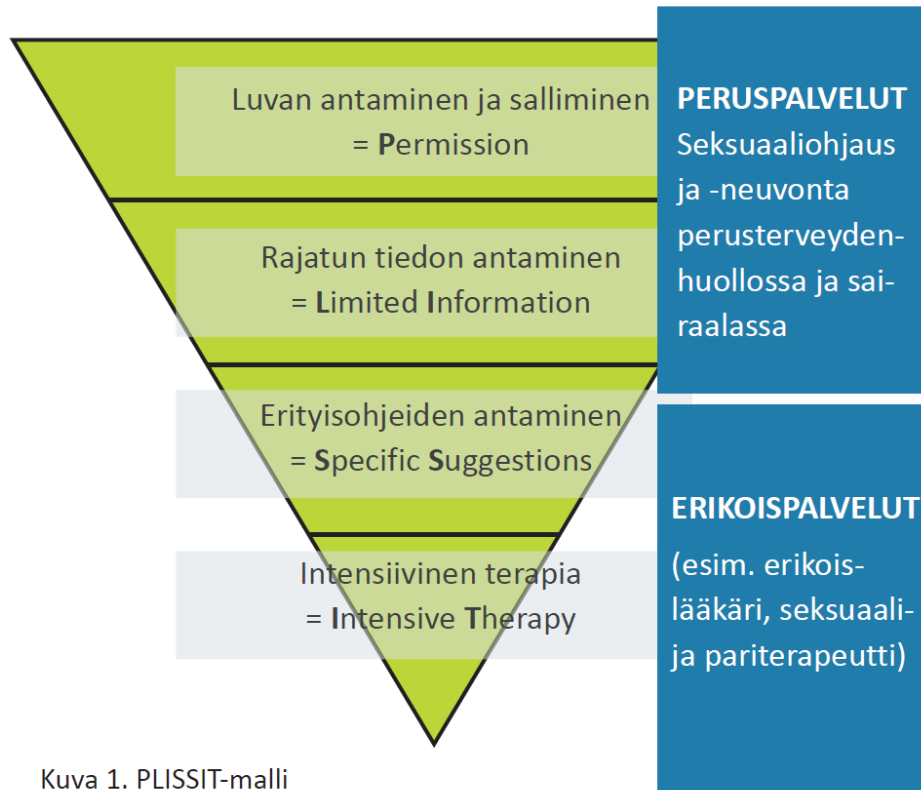 Luvan antaminen ja salliminen
= Permission
Rajatun tiedon antaminen
= Limited Information
Erityisohjeiden antaminen
= Specific Suggestions
Intensiivinen terapia
= Intensive Therapy
PERUSPALVELUT
Seksuaaliohjaus
ja -neuvonta
perusterveyden-
huollossa ja sai-
raalassa
ERIKOISPALVELUT
(esim. erikois-
lääkäri, seksuaali-
ja pariterapeutti)
Kuva 1. PLISSIT-malli